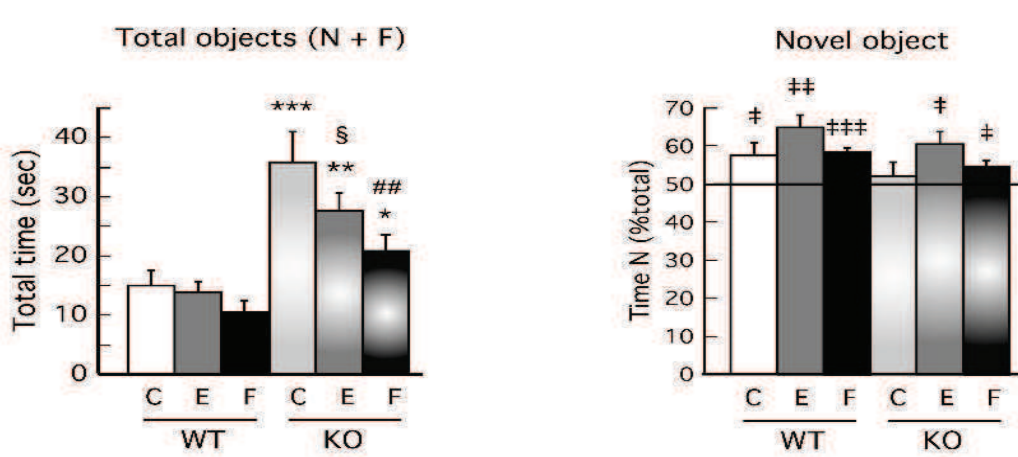 Total objects (N + F)
Total time (sec)
40
30
20
10
0
***
§
**
##
*
C E F C E F
WT KO
Novel object
Time N (%total)
70
60
50
40
30
20
10
0
‡
‡‡
‡‡‡
‡
‡
C E F C E F
WT KO